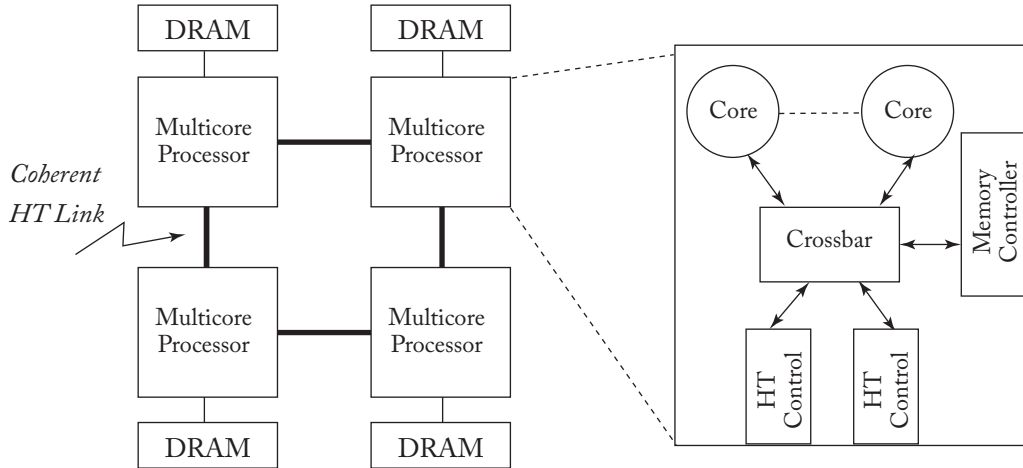 DRAM
DRAM
Multicore
Processor
Multicore
Processor
Coherent
HT Link
Multicore
Processor
Multicore
Processor
DRAM
DRAM
Core
Core
Crossbar
Memory
Controller
HT
Control
HT
Control